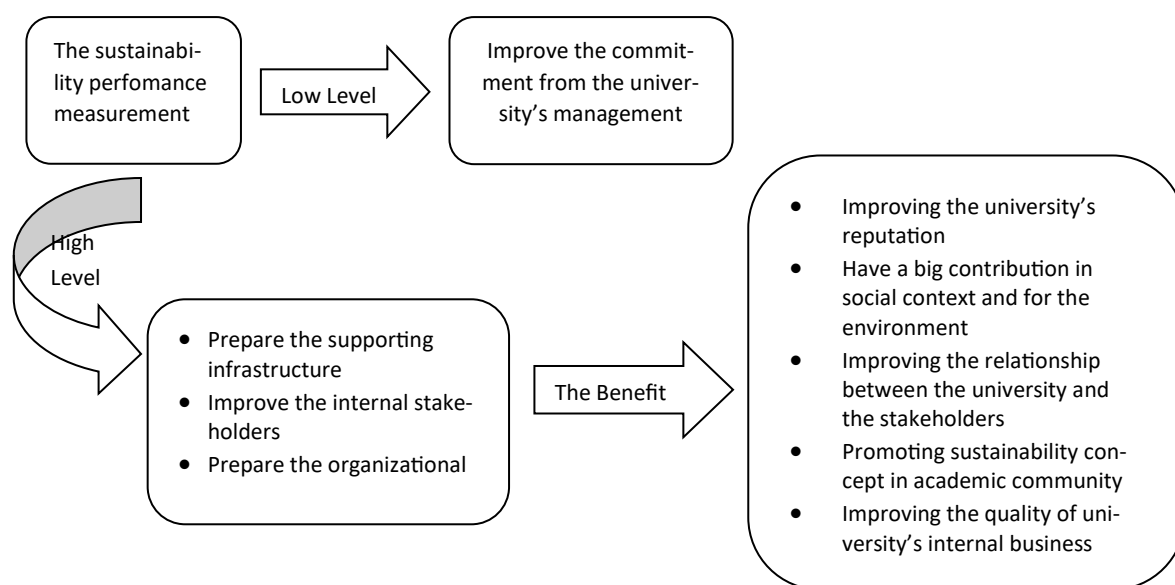 The sustainabi-
lity perfomance
measurement
Low Level
Improve the commit-
ment from the univer-
sity's management
High
Level
• Prepare the supporting
infrastructure
• Improve the internal stake-
holders
• Prepare the organizational
The Benefit
• Improving the university's
reputation
• Have a big contribution in
social context and for the
environment
• Improving the relationship
between the university and
the stakeholders
• Promoting sustainability con-
cept in academic community
• Improving the quality of uni-
versity's internal business